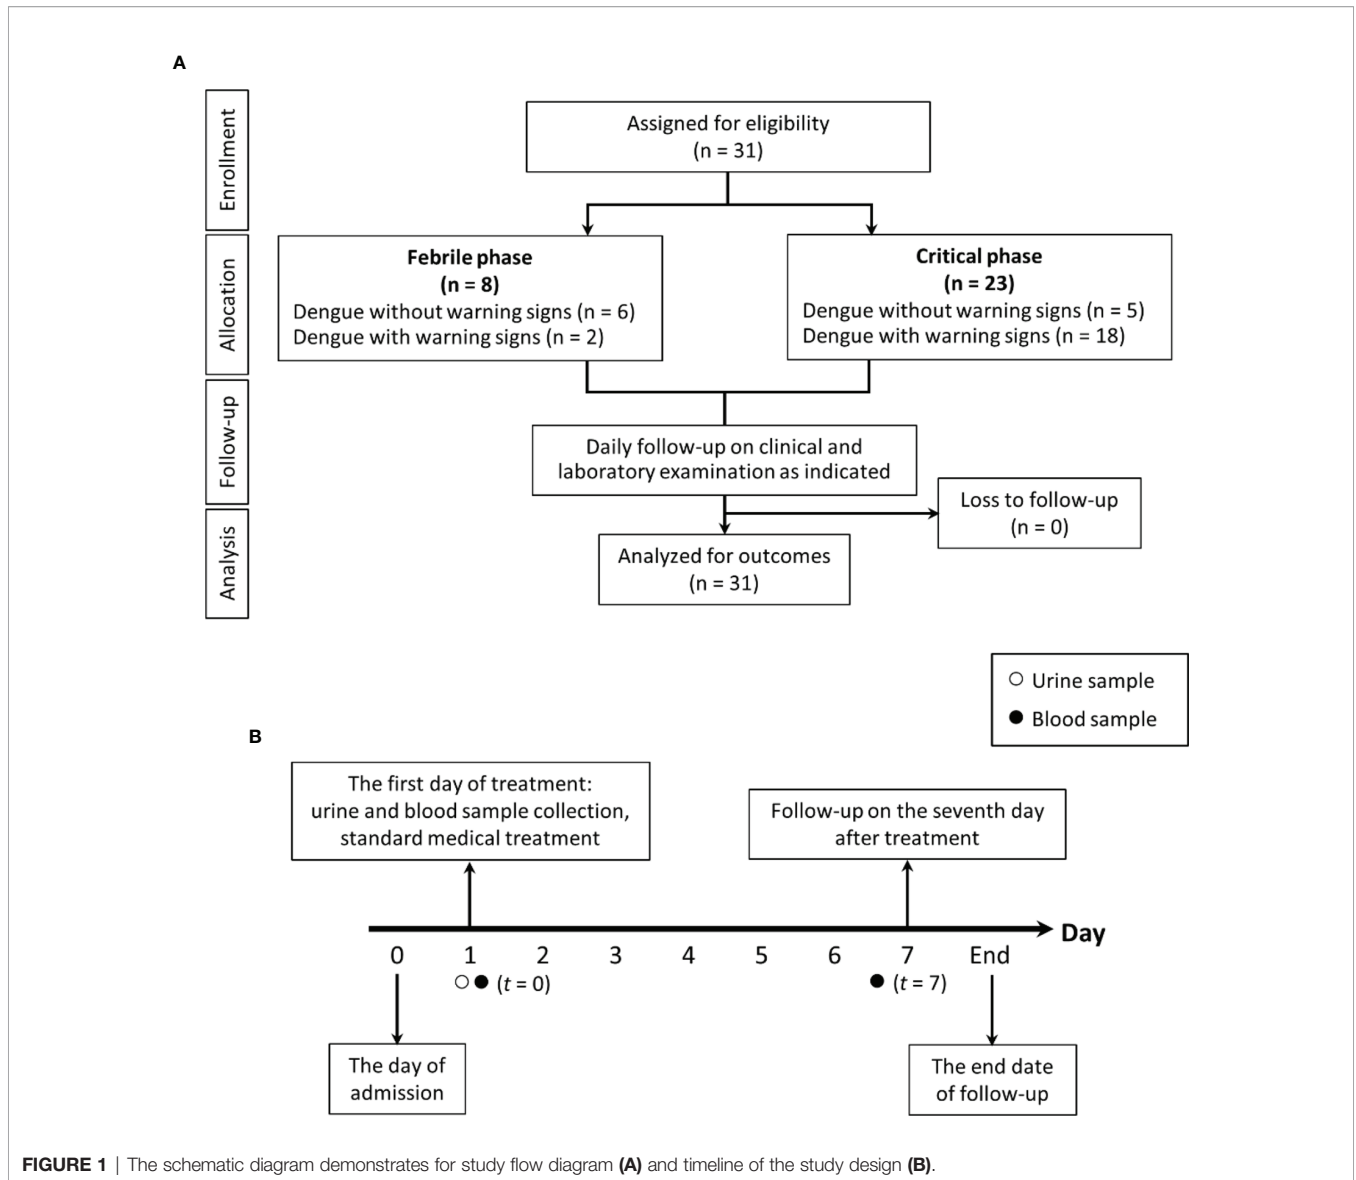 A
Enrollment
Assigned for eligibility
(n = 31)
Allocation
Febrile phase
(n = 8)
Dengue without warning signs (n = 6)
Dengue with warning signs (n = 2)
Critical phase
(n = 23)
Dengue without warning signs (n = 5)
Dengue with warning signs (n = 18)
Follow-up
Daily follow-up on clinical and
laboratory examination as indicated
Loss to follow-up
(n = 0)
Analysis
Analyzed for outcomes
(n = 31)
Urine sample
Blood sample
B
The first day of treatment:
urine and blood sample collection,
standard medical treatment
Follow-up on the seventh day
after treatment
Day
0 1 2 3 4 5 6 7 End
(t = 0) (t = 7)
The day of
admission
The end date
of follow-up
FIGURE 1 | The schematic diagram demonstrates for study flow diagram (A) and timeline of the study design (B).